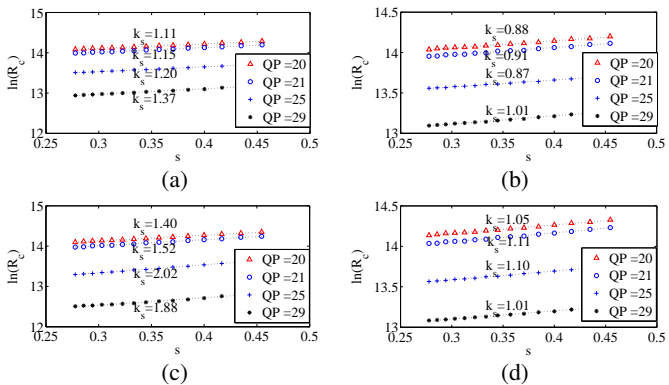 15
14
13
12
ln(R_c)
k_s=1.11
k_s=1.15
k_s=1.20
k_s=1.37
QP =20
QP =21
QP =25
QP =29
0.25 0.3 0.35 0.4 0.45 0.5
s
(a)
14.5
14
13.5
13
ln(R_c)
k_s=0.88
k_s=0.91
k_s=0.87
k_s=1.01
QP =20
QP =21
QP =25
QP =29
0.25 0.3 0.35 0.4 0.45 0.5
s
(b)
15
14
13
12
ln(R_c)
k_s=1.40
k_s=1.52
k_s=2.02
k_s=1.88
QP =20
QP =21
QP =25
QP =29
0.25 0.3 0.35 0.4 0.45 0.5
s
(c)
14.5
14
13.5
13
ln(R_c)
k_s=1.05
k_s=1.11
k_s=1.10
k_s=1.01
QP =20
QP =21
QP =25
QP =29
0.25 0.3 0.35 0.4 0.45 0.5
s
(d)